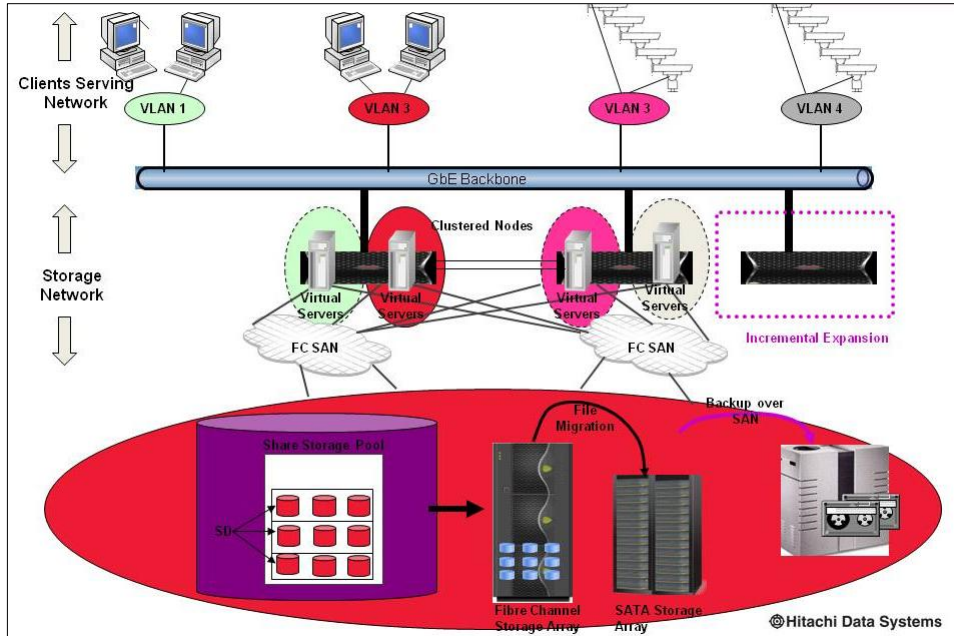 Clients Serving
Network
VLAN 1
VLAN 3
VLAN 3
VLAN 4
GbE Backbone
Clustered Nodes
Storage
Network
Virtual
Servers
Virtual
Servers
Virtual
Servers
Virtual
Servers
Incremental Expansion
FC SAN
FC SAN
Share Storage Pool
SD
File
Migration
Backup over
SAN
Fibre Channel
Storage Array
SATA Storage
Array
Hitachi Data Systems